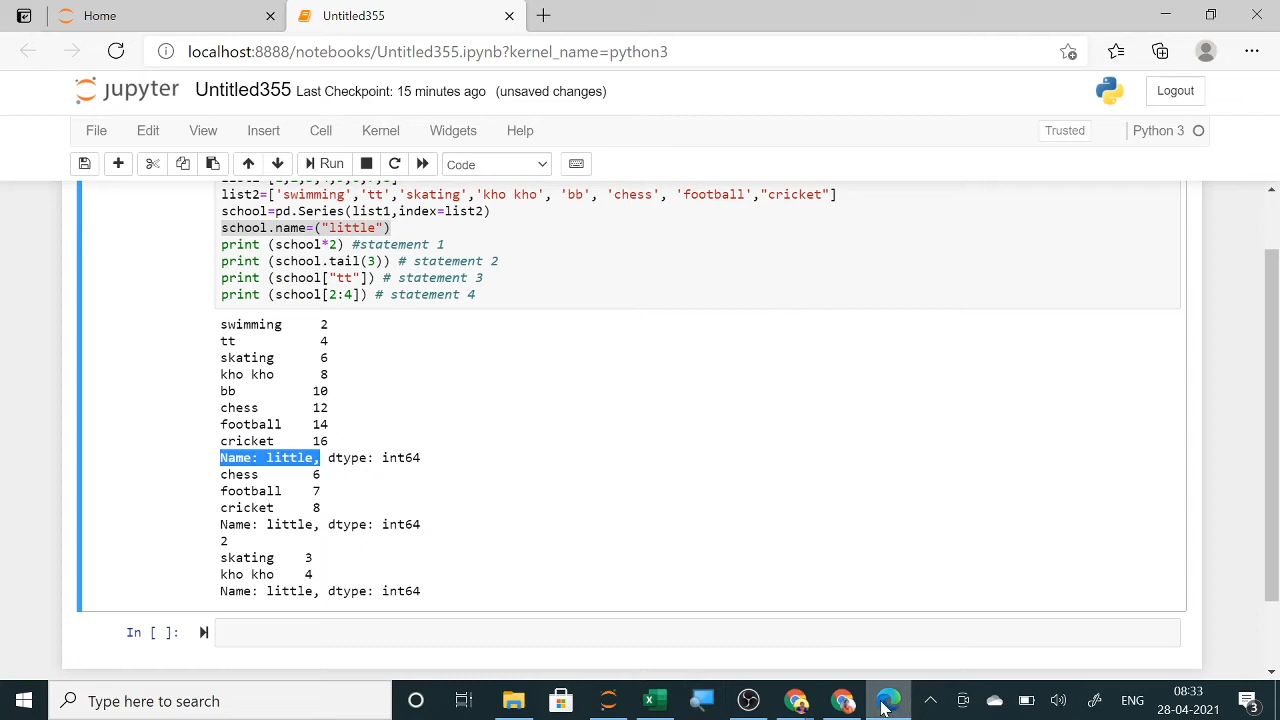 Home
Untitled355
localhost:8888/notebooks/Untitled355.ipynb?kernel_name=python3
jupyter Untitled355 Last Checkpoint: 15 minutes ago (unsaved changes)
Logout
File Edit View Insert Cell Kernel Widgets Help
Trusted
Python 3
Run
Code
list2=['swimming','tt','skating','kho kho', 'bb', 'chess', 'football',"cricket"]
school=pd.Series(list1,index=list2)
school.name=("little")
print (school*2) #statement 1
print (school.tail(3)) # statement 2
print (school["tt"]) # statement 3
print (school[2:4]) # statement 4
swimming 2
tt 4
skating 6
kho kho 8
bb 10
chess 12
football 14
cricket 16
Name: little, dtype: int64
chess 6
football 7
cricket 8
Name: little, dtype: int64
2
skating 3
kho kho 4
Name: little, dtype: int64
In [ ]:
Type here to search
ENG
08:33
28-04-2021
3